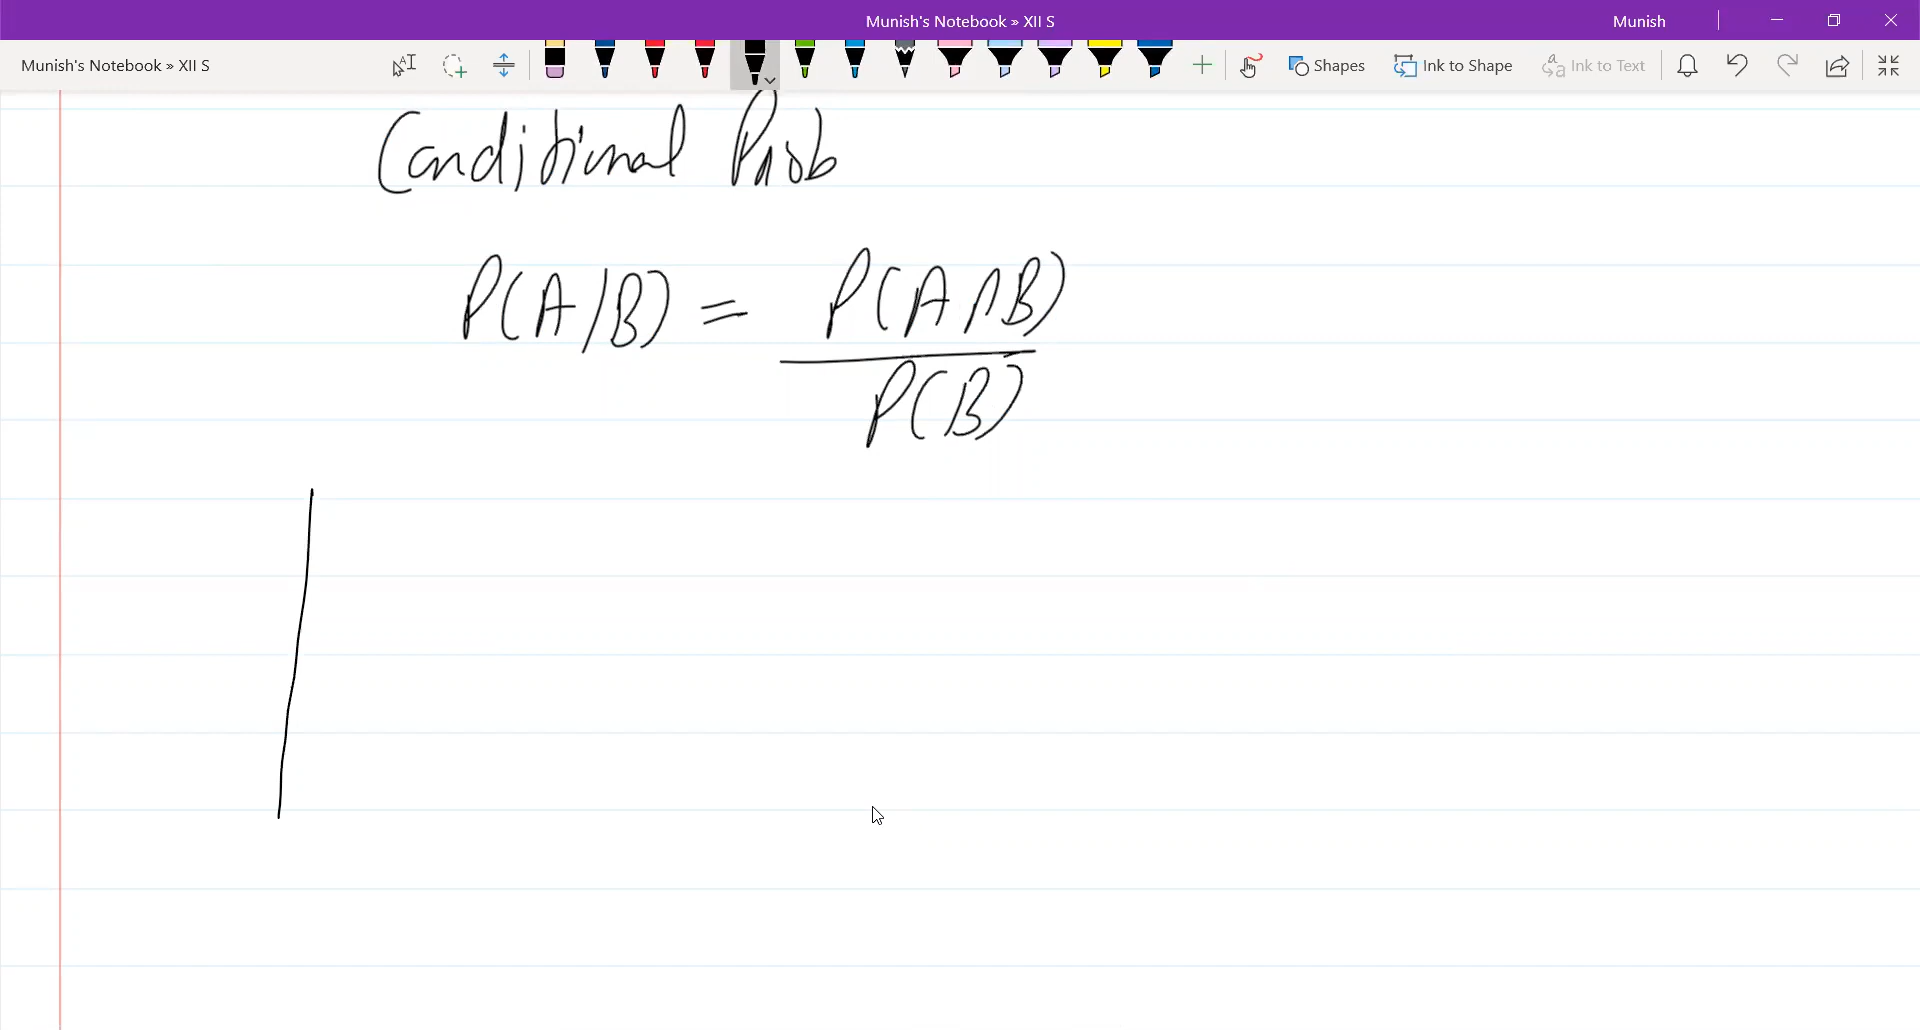 Munish's Notebook » XII S
Munish
Munish's Notebook » XII S
Shapes
Ink to Shape
Ink to Text
Conditional Prob
P(A/B) = P(A∩B)
P(B)